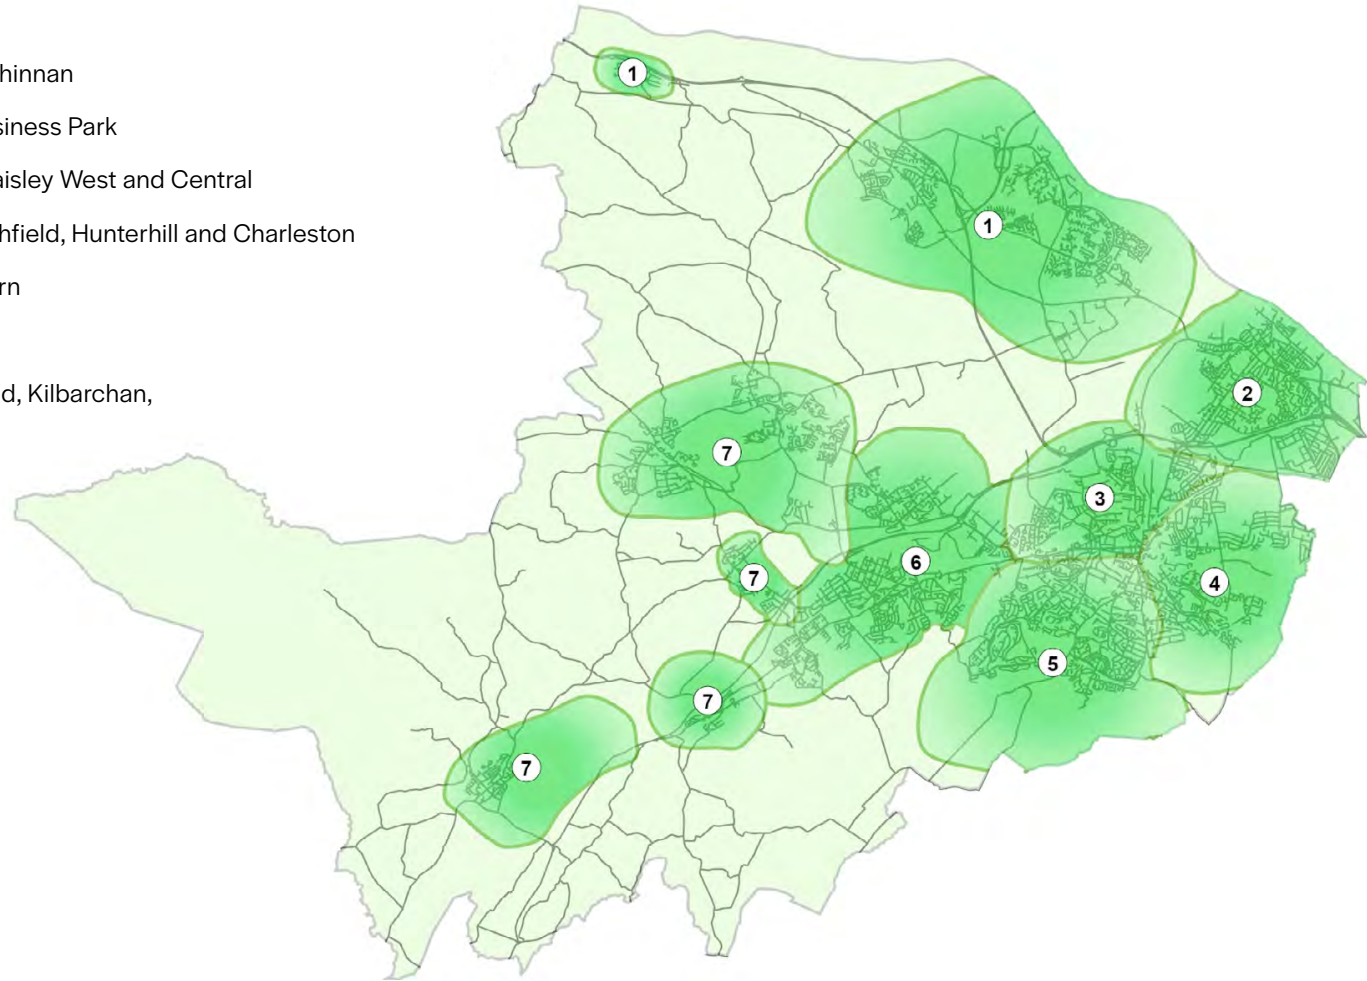 hinnan
siness Park
aisley West and Central
hfield, Hunterhill and Charleston
rn
d, Kilbarchan,
1
1
2
7
3
6
7
4
5
7
7